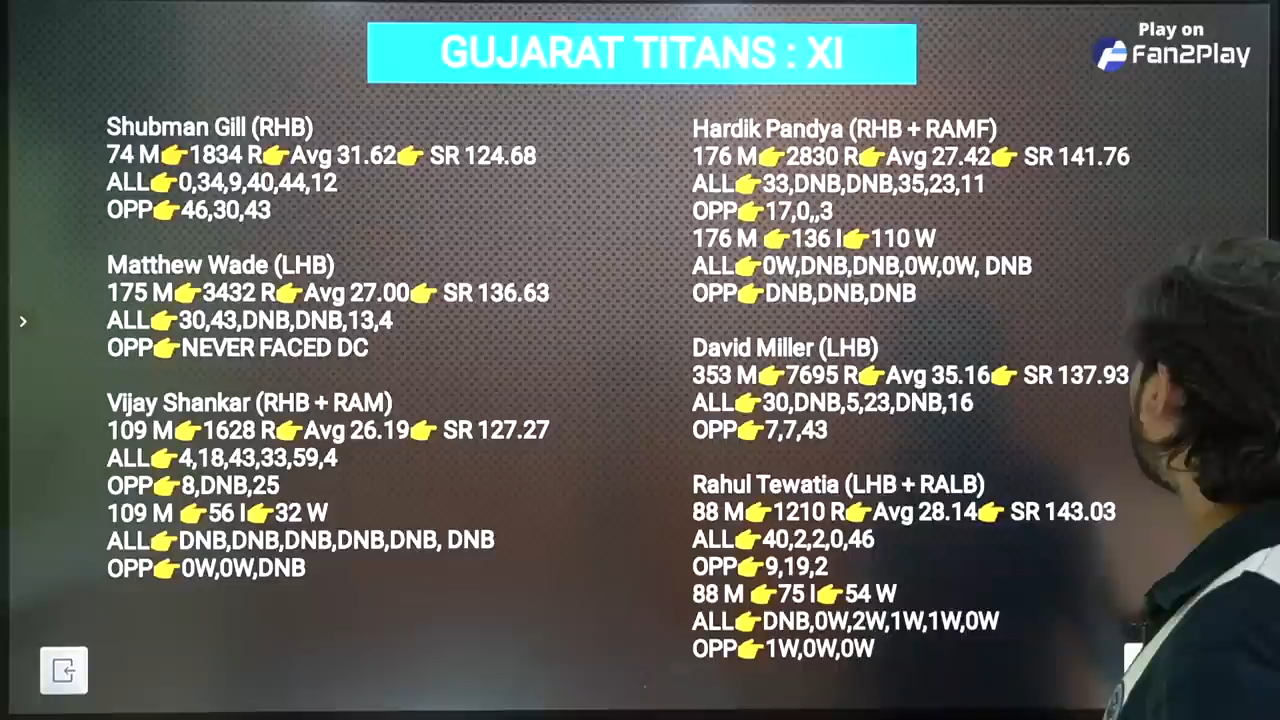 GUJARAT TITANS : XI
Play on
Fan2Play
Shubman Gill (RHB)
74 M👉1834 R👉Avg 31.62👉 SR 124.68
ALL👉0,34,9,40,44,12
OPP👉46,30,43
Matthew Wade (LHB)
175 M👉3432 R👉Avg 27.00👉 SR 136.63
ALL👉30,43,DNB,DNB,13,4
OPP👉NEVER FACED DC
Vijay Shankar (RHB + RAM)
109 M👉1628 R👉Avg 26.19👉 SR 127.27
ALL👉4,18,43,33,59,4
OPP👉8,DNB,25
109 M 👉56 I👉32 W
ALL👉DNB,DNB,DNB,DNB,DNB, DNB
OPP👉0W,0W,DNB
Hardik Pandya (RHB + RAMF)
176 M👉2830 R👉Avg 27.42👉 SR 141.76
ALL👉33,DNB,DNB,35,23,11
OPP👉17,0,,3
176 M 👉136 I👉110 W
ALL👉0W,DNB,DNB,0W,0W, DNB
OPP👉DNB,DNB,DNB
David Miller (LHB)
353 M👉7695 R👉Avg 35.16👉 SR 137.93
ALL👉30,DNB,5,23,DNB,16
OPP👉7,7,43
Rahul Tewatia (LHB + RALB)
88 M👉1210 R👉Avg 28.14👉 SR 143.03
ALL👉40,2,2,0,46
OPP👉9,19,2
88 M 👉75 I👉54 W
ALL👉DNB,0W,2W,1W,1W,0W
OPP👉1W,0W,0W